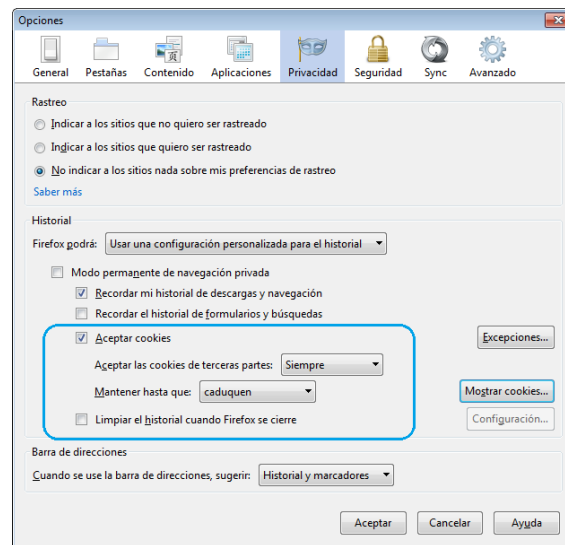 Opciones
General Pestañas Contenido Aplicaciones Privacidad Seguridad Sync Avanzado
Rastreo
Indicar a los sitios que no quiero ser rastreado
Indicar a los sitios que quiero ser rastreado
No indicar a los sitios nada sobre mis preferencias de rastreo
Saber más
Historial
Firefox podrá: Usar una configuración personalizada para el historial
Modo permanente de navegación privada
Recordar mi historial de descargas y navegación
Recordar el historial de formularios y búsquedas
Aceptar cookies Excepciones...
Aceptar las cookies de terceras partes: Siempre
Mantener hasta que: caduquen Mostrar cookies...
Limpiar el historial cuando Firefox se cierre Configuración...
Barra de direcciones
Cuando se use la barra de direcciones, sugerir: Historial y marcadores
Aceptar Cancelar Ayuda